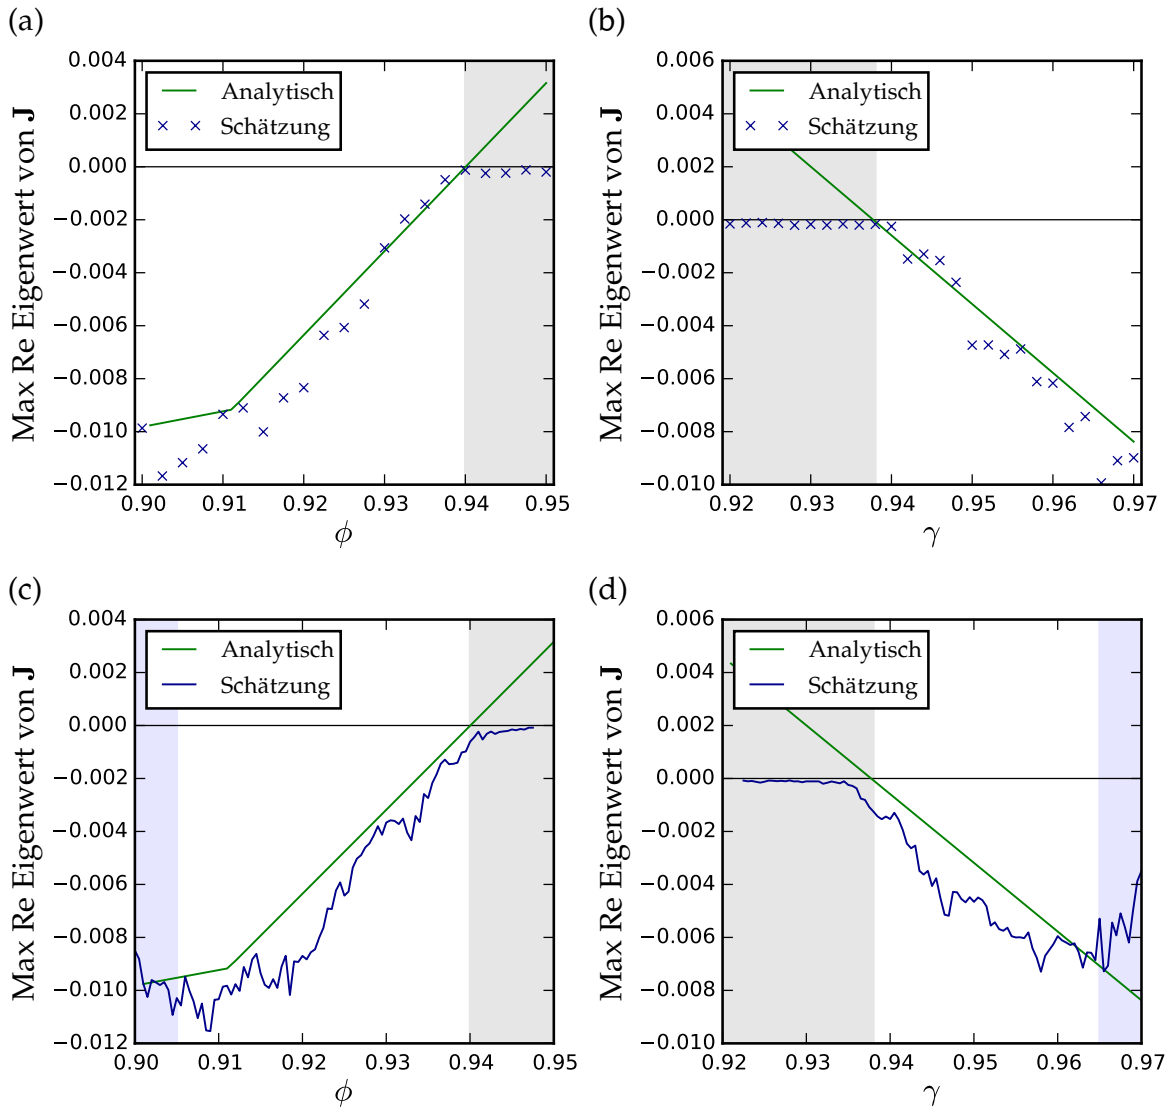 (a)
(b)
0.004
0.002
0.000
−0.002
−0.004
−0.006
−0.008
−0.010
−0.012
Max Re Eigenwert von J
Analytisch
Schätzung
0.90 0.91 0.92 0.93 0.94 0.95
ϕ
0.006
0.004
0.002
0.000
−0.002
−0.004
−0.006
−0.008
−0.010
Max Re Eigenwert von J
Analytisch
Schätzung
0.92 0.93 0.94 0.95 0.96 0.97
γ
(c)
(d)
0.004
0.002
0.000
−0.002
−0.004
−0.006
−0.008
−0.010
−0.012
Max Re Eigenwert von J
Analytisch
Schätzung
0.90 0.91 0.92 0.93 0.94 0.95
ϕ
0.006
0.004
0.002
0.000
−0.002
−0.004
−0.006
−0.008
−0.010
Max Re Eigenwert von J
Analytisch
Schätzung
0.92 0.93 0.94 0.95 0.96 0.97
γ